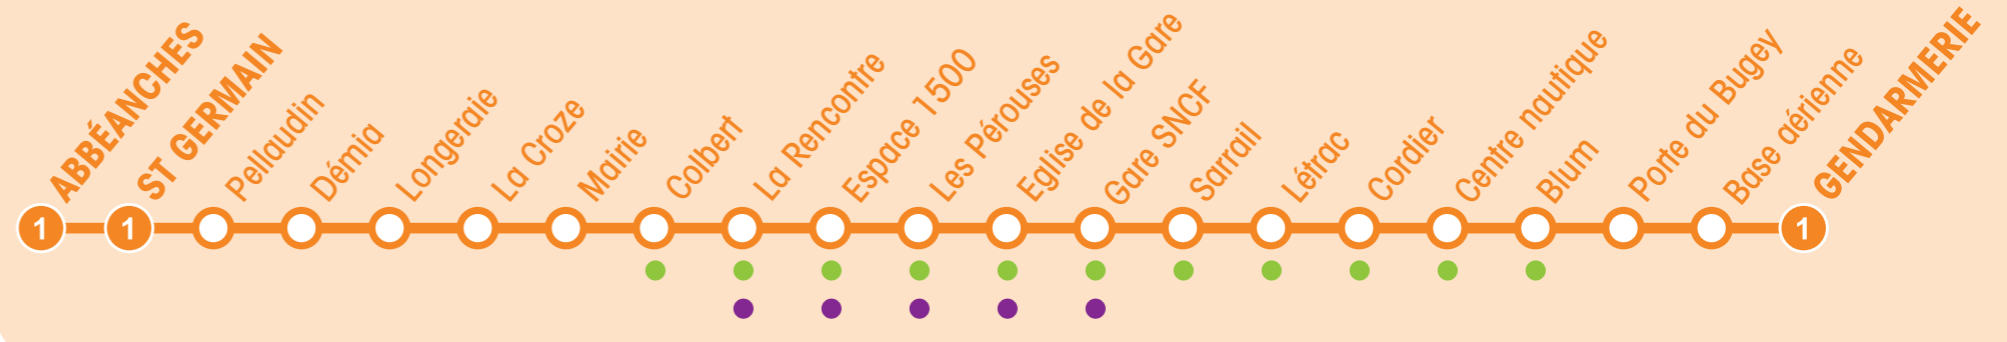 ABBÉANCHES
ST GERMAIN
Pellaudin
Démia
Longeraie
La Croze
Mairie
Colbert
La Rencontre
Espace 1500
Les Pérouses
Eglise de la Gare
Gare SNCF
Sarrail
Létrac
Cordier
Centre nautique
Blum
Porte du Bugey
Base aérienne
GENDARMERIE
1
1
1